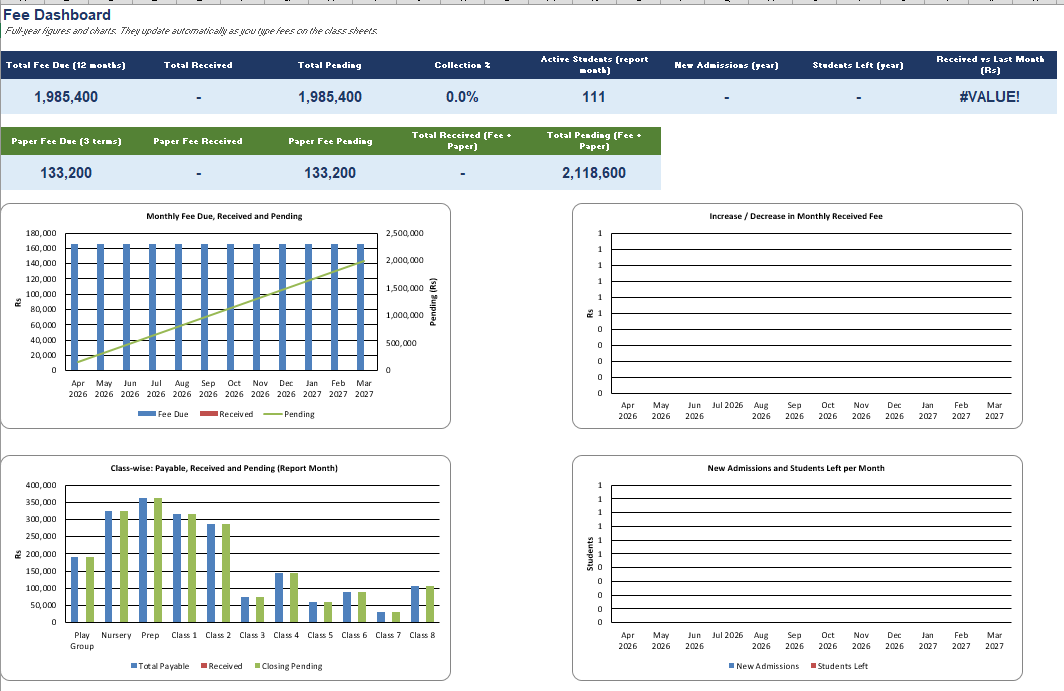 Fee Dashboard
Full-year figures and charts. They update automatically as you type fees on the class sheets.
Total Fee Due (12 months) Total Received Total Pending Collection % Active Students (report month) New Admissions (year) Students Left (year) Received vs Last Month (Rs)
1,985,400 - 1,985,400 0.0% 111 - - #VALUE!
Paper Fee Due (3 terms) Paper Fee Received Paper Fee Pending Total Received (Fee + Paper) Total Pending (Fee + Paper)
133,200 - 133,200 - 2,118,600
Monthly Fee Due, Received and Pending
180,000 2,500,000
160,000
140,000 2,000,000
120,000
100,000 1,500,000
80,000
60,000 1,000,000
40,000
20,000 500,000
0 0
Rs
Pending (Rs)
Apr 2026 May 2026 Jun 2026 Jul 2026 Aug 2026 Sep 2026 Oct 2026 Nov 2026 Dec 2026 Jan 2027 Feb 2027 Mar 2027
Fee Due Received Pending
Increase / Decrease in Monthly Received Fee
1
1
1
1
1
1
0
0
0
0
0
Rs
Apr 2026 May 2026 Jun 2026 Jul 2026 Aug 2026 Sep 2026 Oct 2026 Nov 2026 Dec 2026 Jan 2027 Feb 2027 Mar 2027
Class-wise: Payable, Received and Pending (Report Month)
400,000
350,000
300,000
250,000
200,000
150,000
100,000
50,000
0
Rs
Play Group Nursery Prep Class 1 Class 2 Class 3 Class 4 Class 5 Class 6 Class 7 Class 8
Total Payable Received Closing Pending
New Admissions and Students Left per Month
1
1
1
1
1
1
0
0
0
0
0
Students
Apr 2026 May 2026 Jun 2026 Jul 2026 Aug 2026 Sep 2026 Oct 2026 Nov 2026 Dec 2026 Jan 2027 Feb 2027 Mar 2027
New Admissions Students Left